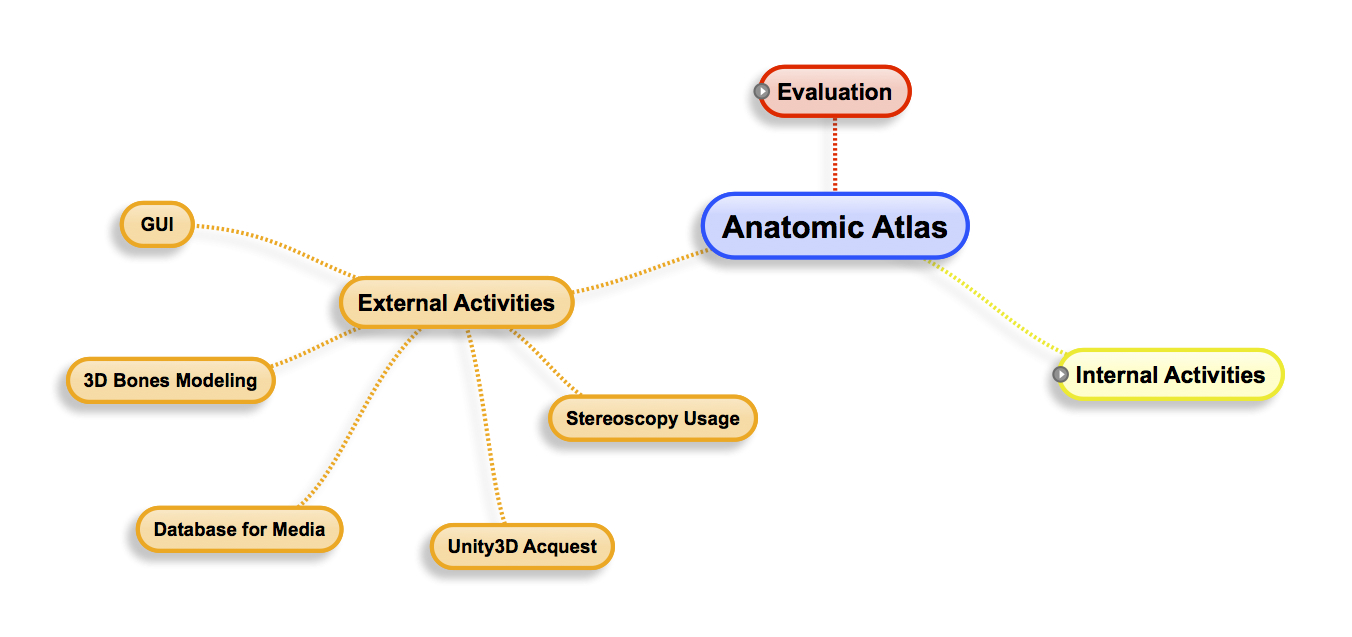 Evaluation
Anatomic Atlas
GUI
External Activities
3D Bones Modeling
Internal Activities
Stereoscopy Usage
Database for Media
Unity3D Acquest